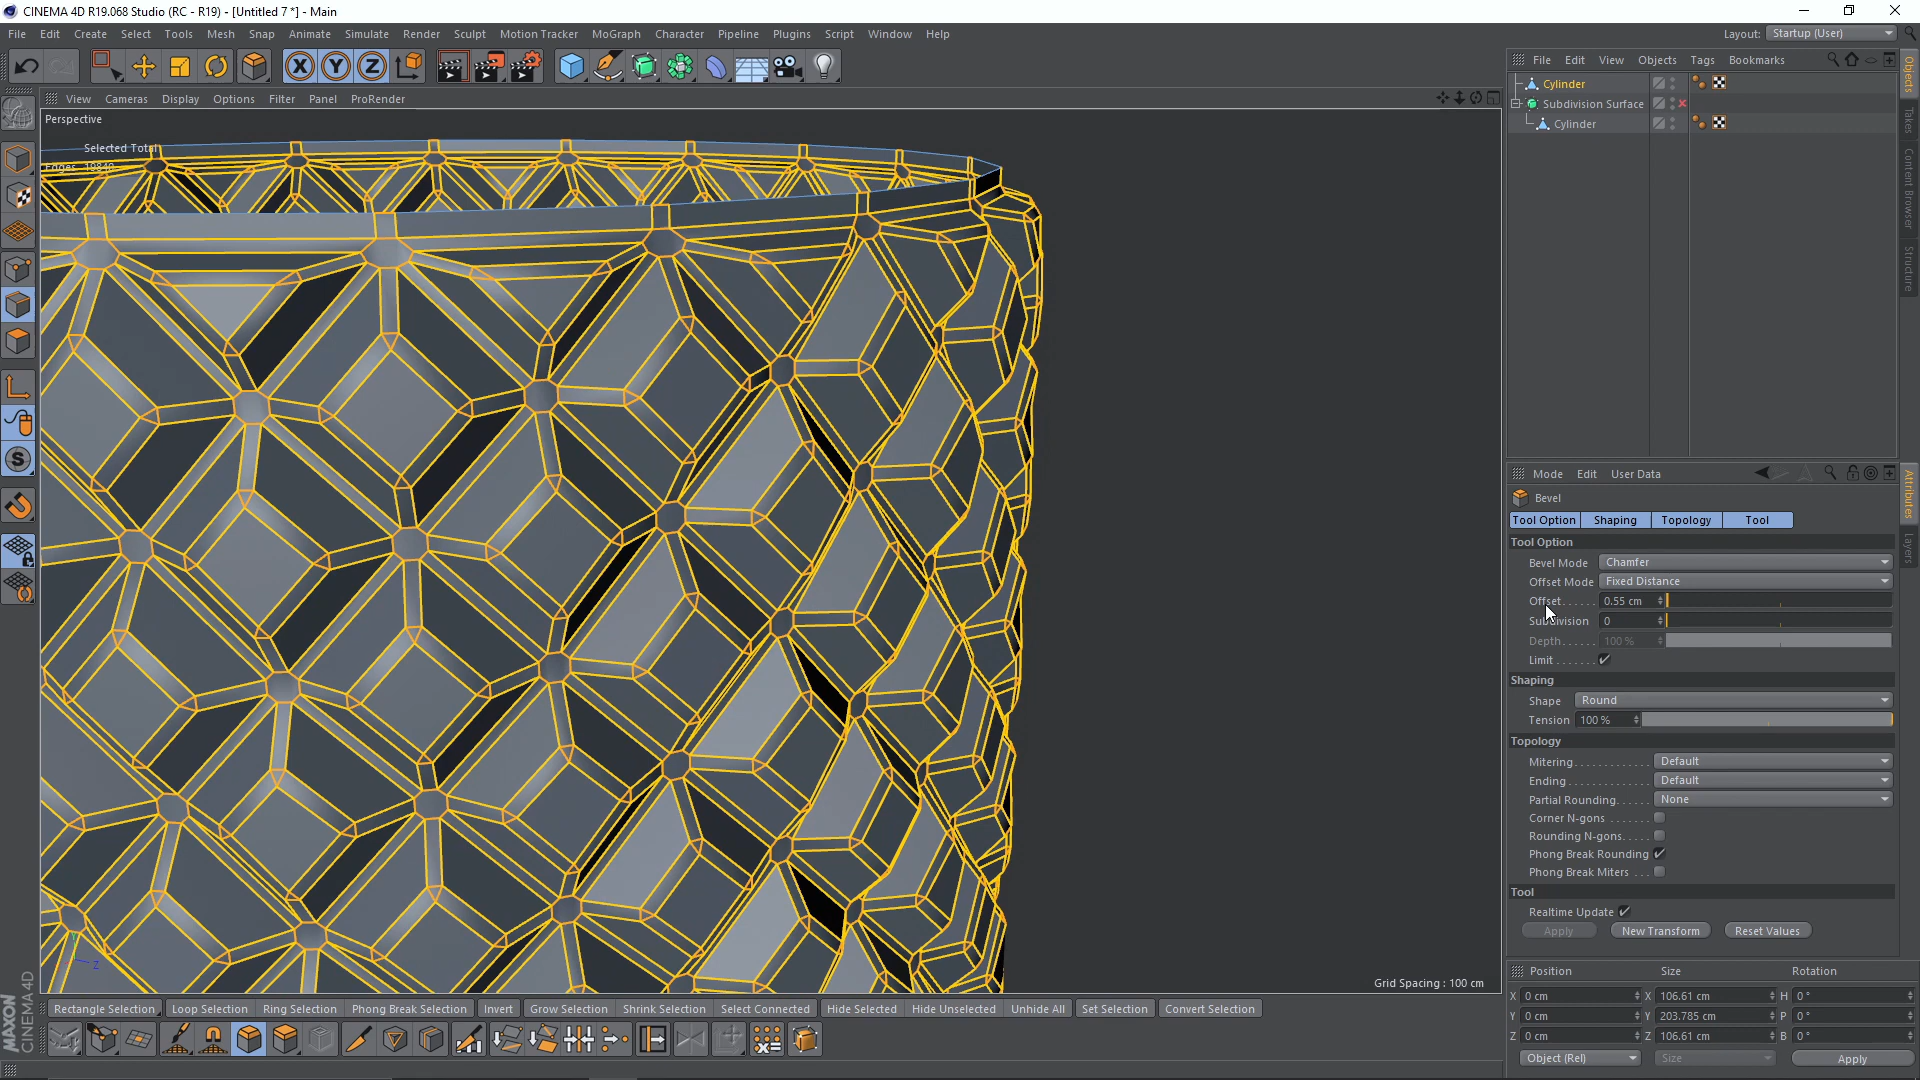 CINEMA 4D R19.068 Studio (RC - R19) - [Untitled 7 *] - Main
File Edit Create Select Tools Mesh Snap Animate Simulate Render Sculpt Motion Tracker MoGraph Character Pipeline Plugins Script Window Help
Layout: Startup (User)
File Edit View Objects Tags Bookmarks
Cylinder
Subdivision Surface
Cylinder
Objects
Takes
Content Browser
Structure
View Cameras Display Options Filter Panel ProRender
Perspective
Selected Total
X Y Z
S
Z
Grid Spacing : 100 cm
Mode Edit User Data
Attributes
Layers
Bevel
Tool Option Shaping Topology Tool
Tool Option
Bevel Mode Chamfer
Offset Mode Fixed Distance
Offset...... 0.55 cm
Subdivision 0
Depth...... 100 %
Limit.......
Shaping
Shape Round
Tension 100 %
Topology
Mitering............ Default
Ending............. Default
Partial Rounding...... None
Corner N-gons .......
Rounding N-gons.....
Phong Break Rounding
Phong Break Miters ...
Tool
Realtime Update
Apply New Transform Reset Values
Position Size Rotation
X 0 cm X 106.61 cm H 0 °
Y 0 cm Y 203.785 cm P 0 °
Z 0 cm Z 106.61 cm B 0 °
Object (Rel) Size Apply
Rectangle Selection Loop Selection Ring Selection Phong Break Selection Invert Grow Selection Shrink Selection Select Connected Hide Selected Hide Unselected Unhide All Set Selection Convert Selection
MAXON
CINEMA 4D